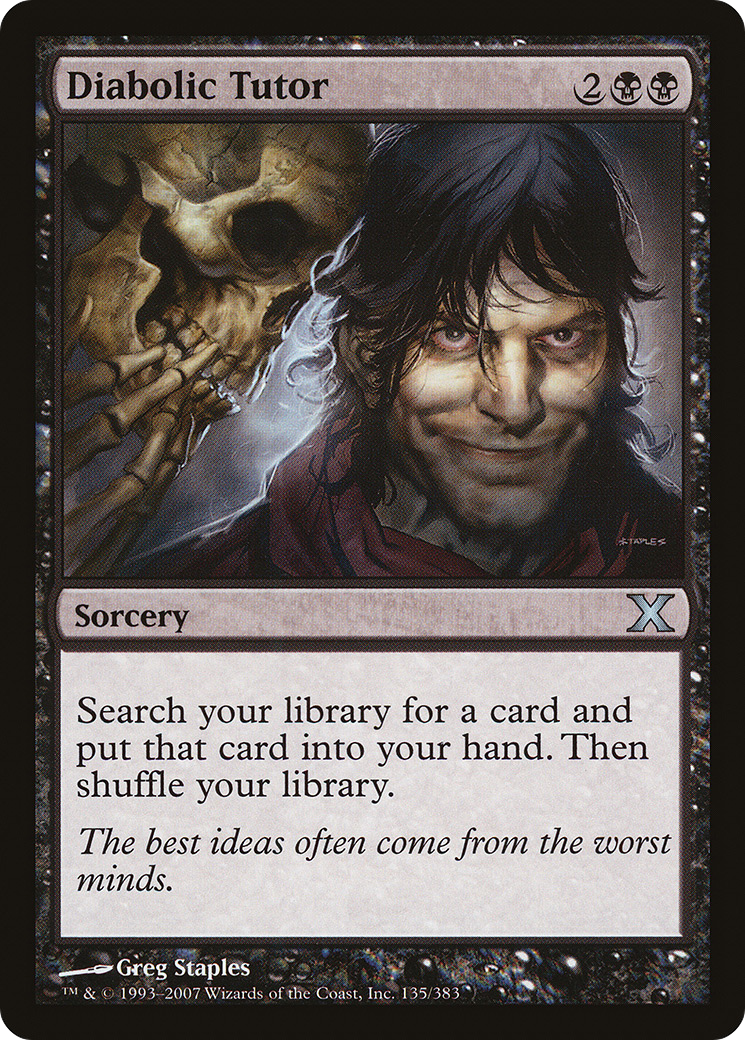 Diabolic Tutor 2
STAPLES
Sorcery X
Search your library for a card and
put that card into your hand. Then
shuffle your library.
The best ideas often come from the worst
minds.
Greg Staples
™ & © 1993–2007 Wizards of the Coast, Inc. 135/383